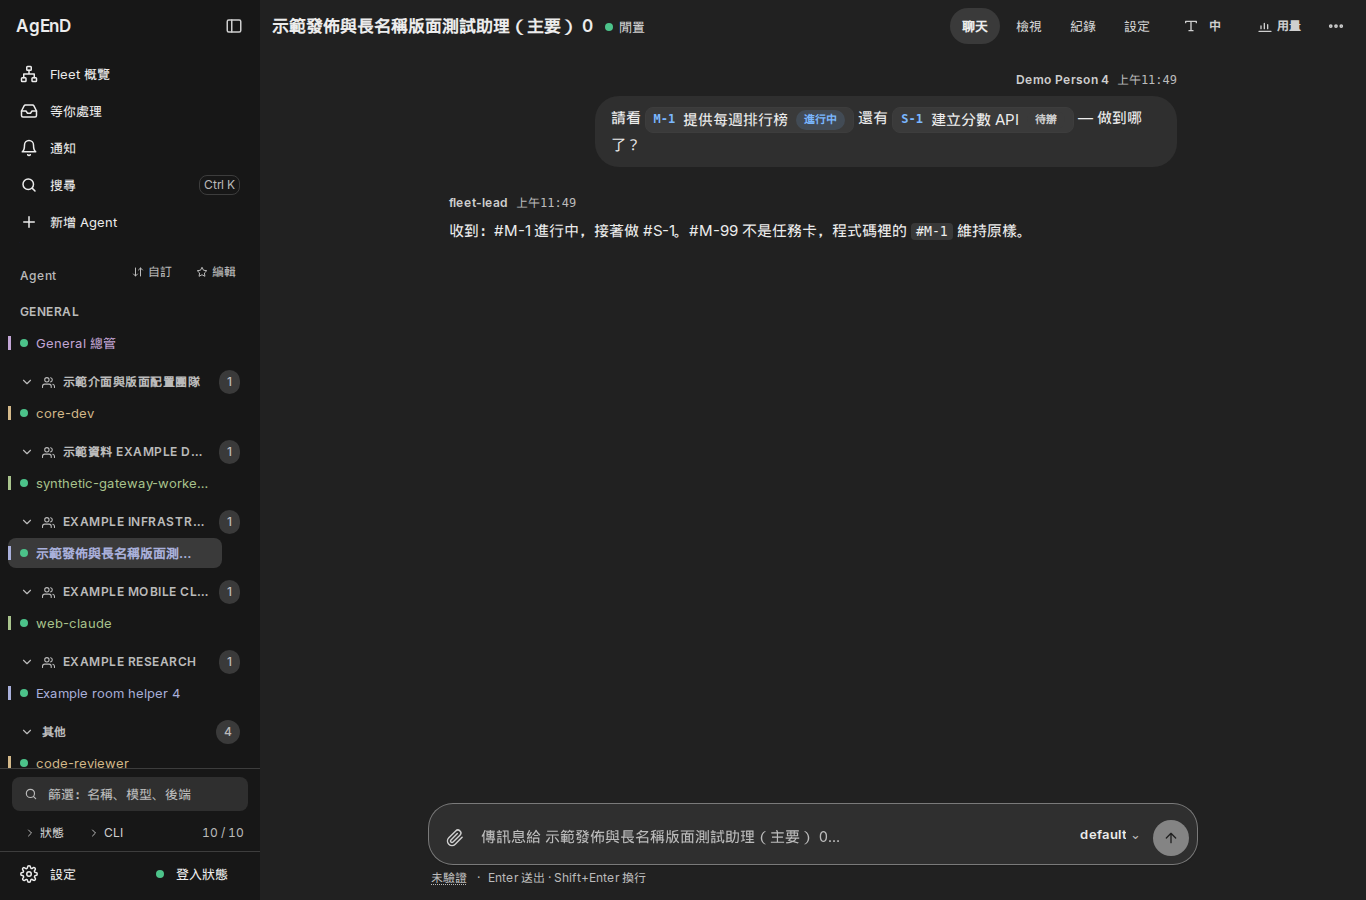 AgEnD
Fleet 概覽
等你處理
通知
搜尋 Ctrl K
新增 Agent
Agent 自訂 編輯
GENERAL
General 總管
示範介面與版面配置團隊 1
core-dev
示範資料 EXAMPLE D... 1
synthetic-gateway-worke...
EXAMPLE INFRASTR... 1
示範發佈與長名稱版面測...
EXAMPLE MOBILE CL... 1
web-claude
EXAMPLE RESEARCH 1
Example room helper 4
其他 4
code-reviewer
篩選：名稱、模型、後端
狀態 CLI 10 / 10
設定 登入狀態
示範發佈與長名稱版面測試助理（主要）0 閒置
聊天 檢視 紀錄 設定 中 用量
Demo Person 4 上午11:49
請看 M-1 提供每週排行榜 進行中 還有 S-1 建立分數 API 待辦 — 做到哪
了？
fleet-lead 上午11:49
收到：#M-1 進行中，接著做 #S-1。#M-99 不是任務卡，程式碼裡的 #M-1 維持原樣。
傳訊息給 示範發佈與長名稱版面測試助理（主要）0...
default
未驗證 · Enter 送出 · Shift+Enter 換行